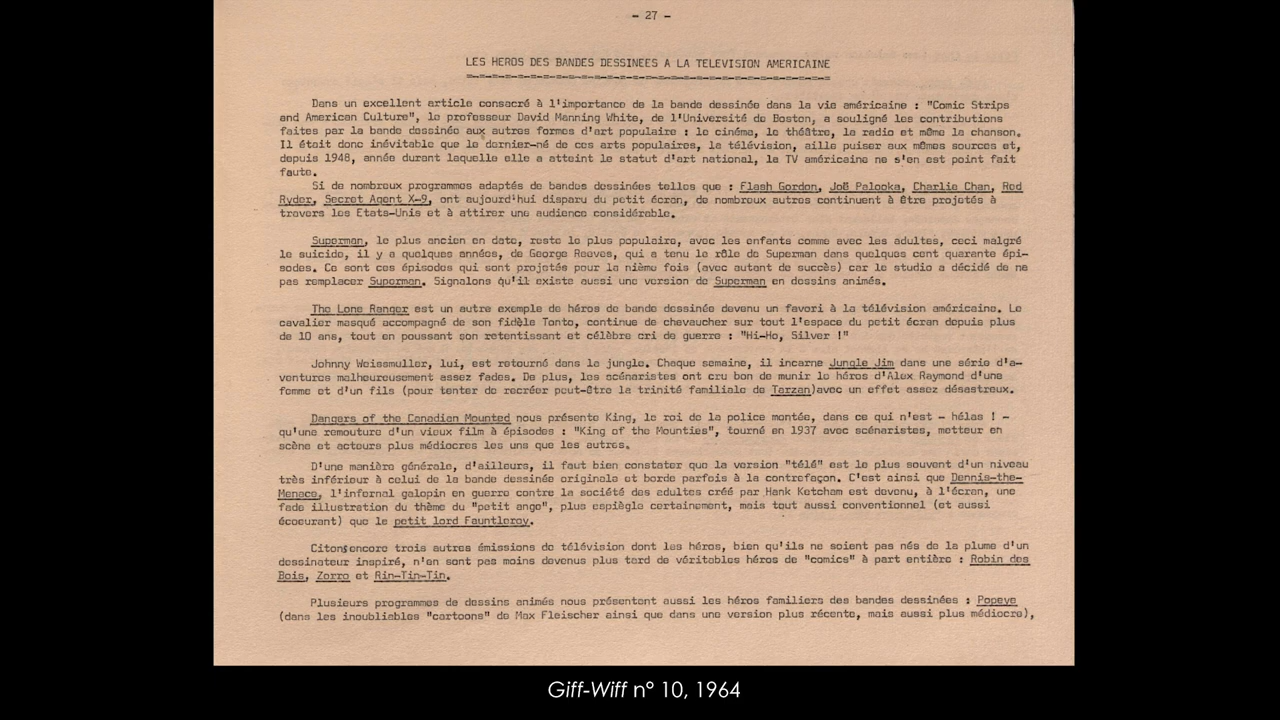 - 27 -
LES HEROS DES BANDES DESSINEES A LA TELEVISION AMERICAINE
Dans un excellent article consacré à l'importance de la bande dessinée dans la vie américaine : "Comic Strips
and American Culture", le professeur David Manning White, de l'Université de Boston, a souligné les contributions
faites par la bande dessinée aux autres formes d'art populaire : le cinéma, le théâtre, la radio et même la chanson.
Il était donc inévitable que le dernier-né de ces arts populaires, la télévision, aille puiser aux mêmes sources et,
depuis 1948, année durant laquelle elle a atteint le statut d'art national, la TV américaine ne s'en est point fait
faute.
Si de nombreux programmes adaptés de bandes dessinées telles que : Flash Gordon, Joë Palooka, Charlie Chan, Red
Ryder, Secret Agent X-9, ont aujourd'hui disparu du petit écran, de nombreux autres continuent à être projetés à
travers les Etats-Unis et à attirer une audience considérable.
Superman, le plus ancien en date, reste le plus populaire, avec les enfants comme avec les adultes, ceci malgré
le suicide, il y a quelques années, de George Reeves, qui a tenu le rôle de Superman dans quelques cent quarante épi-
sodes. Ce sont ces épisodes qui sont projetés pour la nième fois (avec autant de succès) car le studio a décidé de ne
pas remplacer Superman. Signalons qu'il existe aussi une version de Superman en dessins animés.
The Lone Ranger est un autre exemple de héros de bande dessinée devenu un favori à la télévision américaine. Le
cavalier masqué accompagné de son fidèle Tonto, continue de chevaucher sur tout l'espace du petit écran depuis plus
de 10 ans, tout en poussant son retentissant et célèbre cri de guerre : "Hi-Ho, Silver !"
Johnny Weissmuller, lui, est retourné dans la jungle. Chaque semaine, il incarne Jungle Jim dans une série d'a-
ventures malheureusement assez fades. De plus, les scénaristes ont cru bon de munir le héros d'Alex Raymond d'une
femme et d'un fils (pour tenter de recréer peut-être la trinité familiale de Tarzan)avec un effet assez désastreux.
Dangers of the Canadian Mounted nous présente King, le roi de la police montée, dans ce qui n'est - hélas ! -
qu'une remouture d'un vieux film à épisodes : "King of the Mounties", tourné en 1937 avec scénaristes, metteur en
scène et acteurs plus médiocres les uns que les autres.
D'une manière générale, d'ailleurs, il faut bien constater que la version "télé" est le plus souvent d'un niveau
très inférieur à celui de la bande dessinée originale et borde parfois à la contrefaçon. C'est ainsi que Dennis-the-
Menace, l'infernal galopin en guerre contre la société des adultes créé par Hank Ketcham est devenu, à l'écran, une
fade illustration du thème du "petit ange", plus espiègle certainement, mais tout aussi conventionnel (et aussi
écoeurant) que le petit lord Fauntleroy.
Citons encore trois autres émissions de télévision dont les héros, bien qu'ils ne soient pas nés de la plume d'un
dessinateur inspiré, n'en sont pas moins devenus plus tard de véritables héros de "comics" à part entière : Robin des
Bois, Zorro et Rin-Tin-Tin.
Plusieurs programmes de dessins animés nous présentent aussi les héros familiers des bandes dessinées : Popeye
(dans les inoubliables "cartoons" de Max Fleischer ainsi que dans une version plus récente, mais aussi plus médiocre),
Giff-Wiff n° 10, 1964